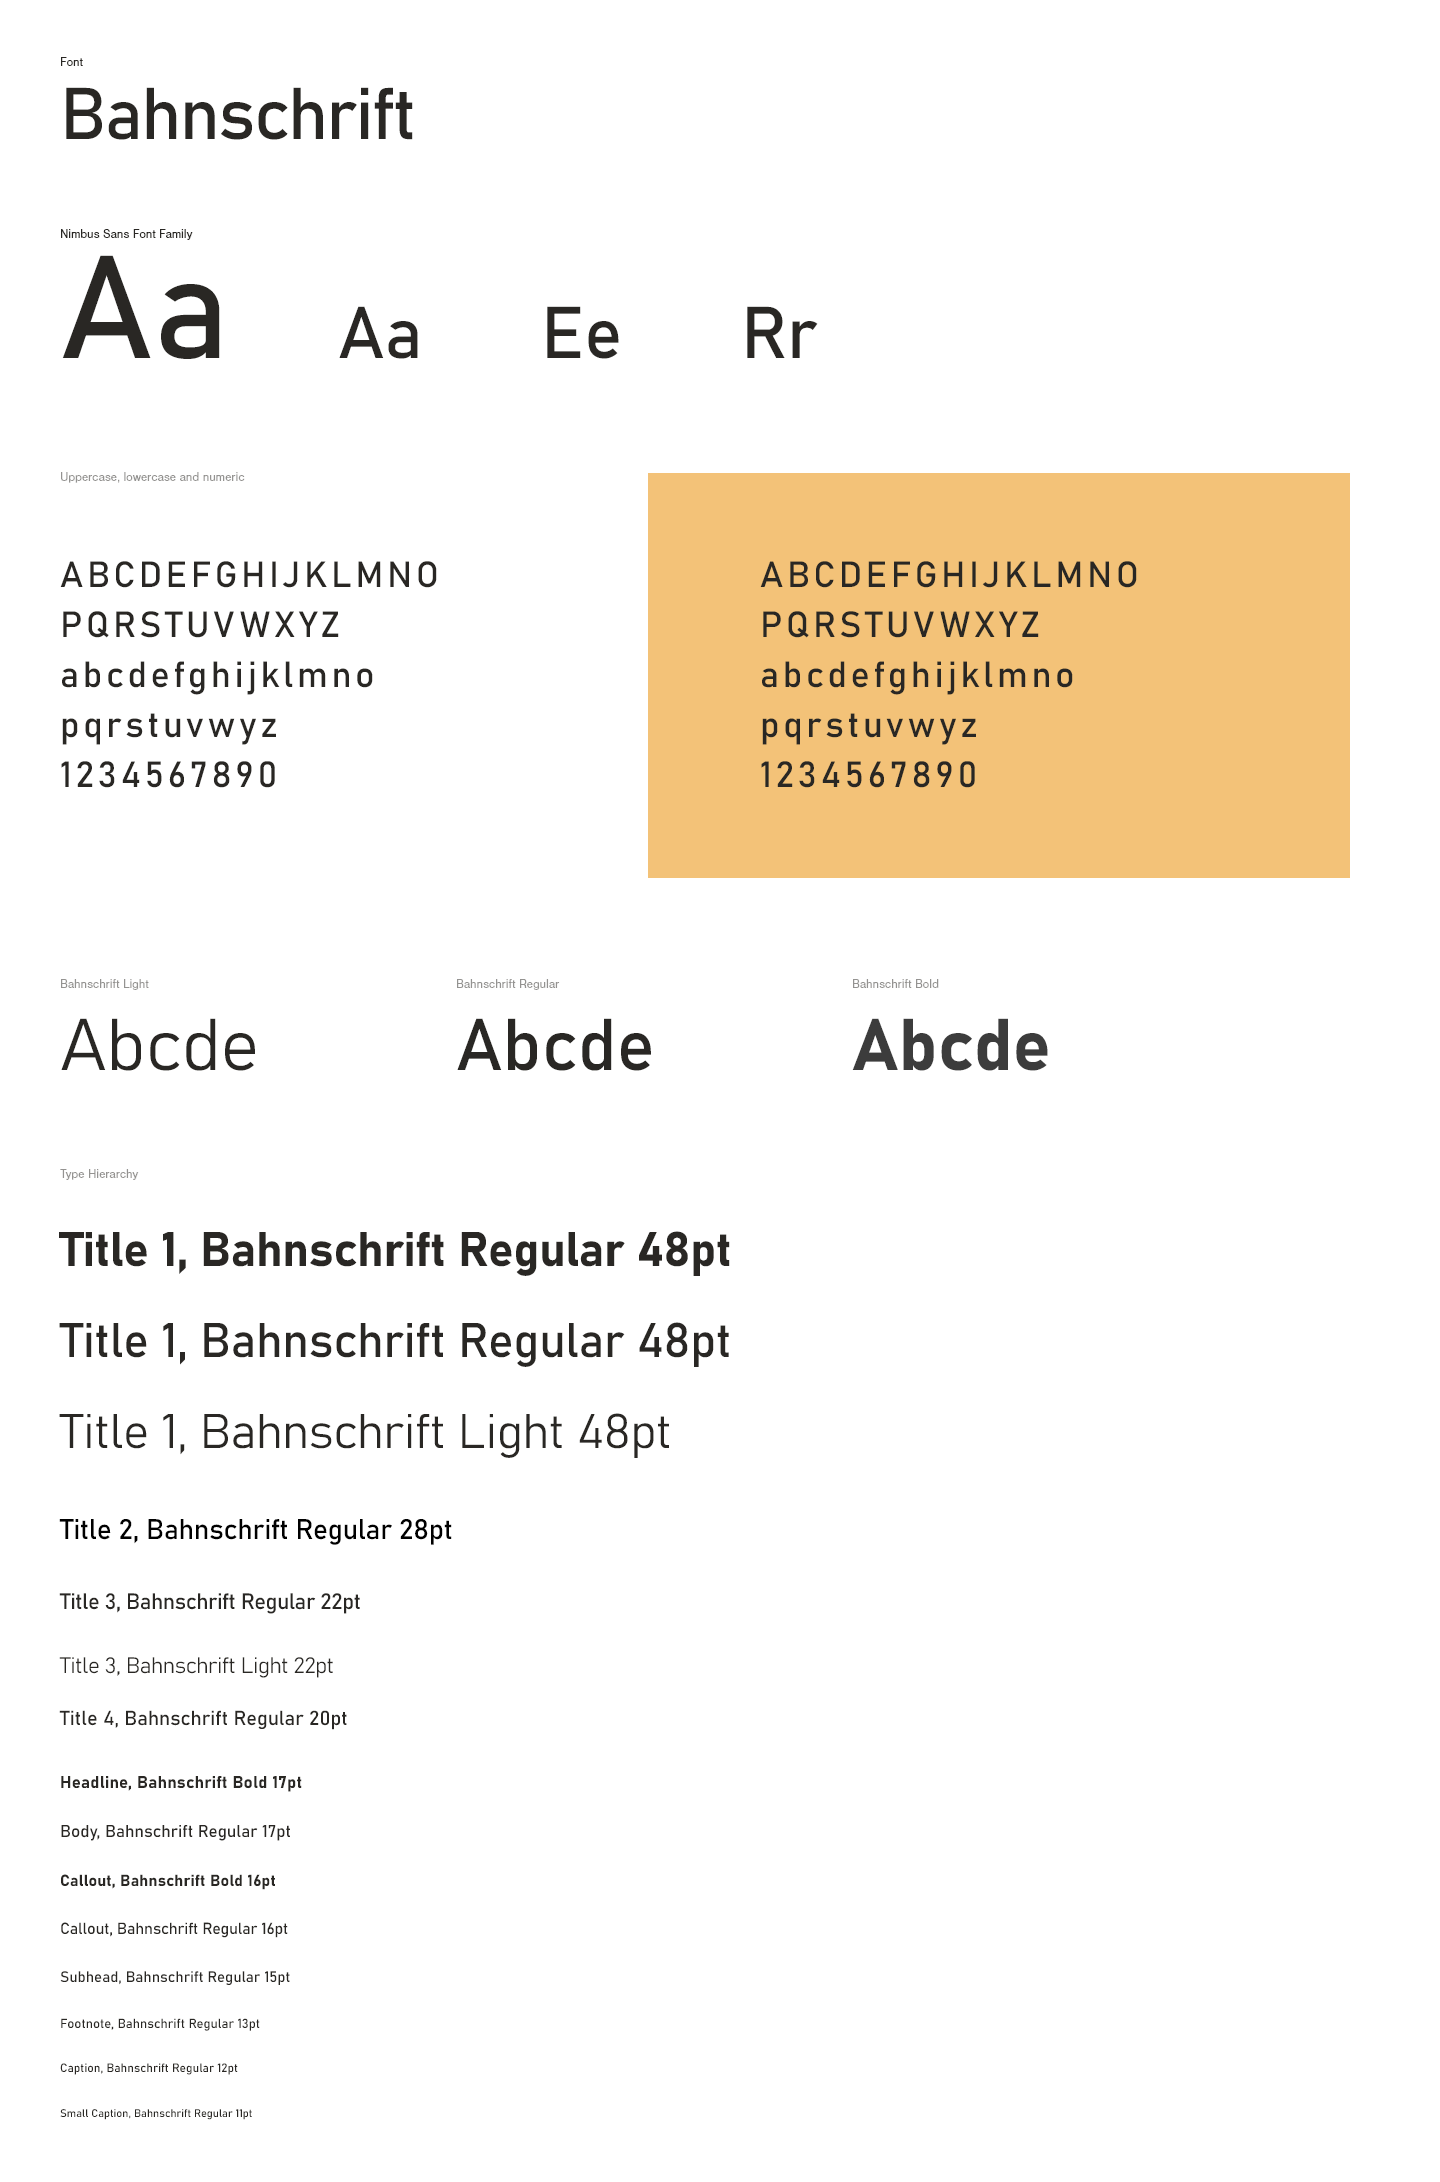 Font
Bahnschrift
Nimbus Sans Font Family
Aa Aa Ee Rr
Uppercase, lowercase and numeric
ABCDEFGHIJKLMNO
PQRSTUVWXYZ
abcdefghijklmno
pqrstuvwyz
1234567890
ABCDEFGHIJKLMNO
PQRSTUVWXYZ
abcdefghijklmno
pqrstuvwyz
1234567890
Bahnschrift Light
Abcde
Bahnschrift Regular
Abcde
Bahnschrift Bold
Abcde
Type Hierarchy
Title 1, Bahnschrift Regular 48pt
Title 1, Bahnschrift Regular 48pt
Title 1, Bahnschrift Light 48pt
Title 2, Bahnschrift Regular 28pt
Title 3, Bahnschrift Regular 22pt
Title 3, Bahnschrift Light 22pt
Title 4, Bahnschrift Regular 20pt
Headline, Bahnschrift Bold 17pt
Body, Bahnschrift Regular 17pt
Callout, Bahnschrift Bold 16pt
Callout, Bahnschrift Regular 16pt
Subhead, Bahnschrift Regular 15pt
Footnote, Bahnschrift Regular 13pt
Caption, Bahnschrift Regular 12pt
Small Caption, Bahnschrift Regular 11pt